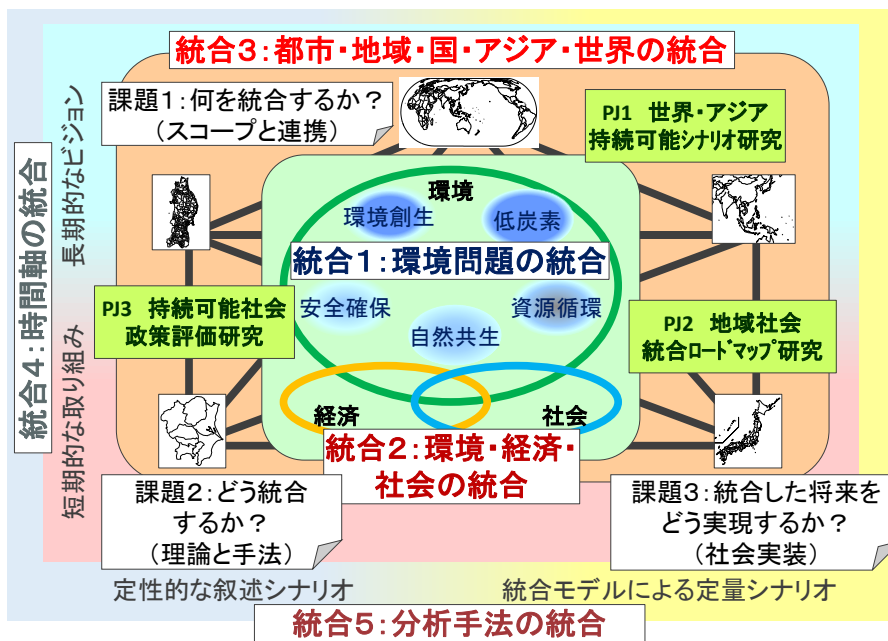 統合3：都市・地域・国・アジア・世界の統合
課題1：何を統合するか？
（スコープと連携）
PJ1 世界・アジア
持続可能シナリオ研究
統合4：時間軸の統合
長期的なビジョン
短期的な取り組み
環境
環境創生
低炭素
統合1：環境問題の統合
安全確保
資源循環
自然共生
PJ3 持続可能社会
政策評価研究
PJ2 地域社会
統合ロードマップ研究
経済
社会
統合2：環境・経済・
社会の統合
課題2：どう統合
するか？
（理論と手法）
課題3：統合した将来を
どう実現するか？
（社会実装）
定性的な叙述シナリオ
統合モデルによる定量シナリオ
統合5：分析手法の統合